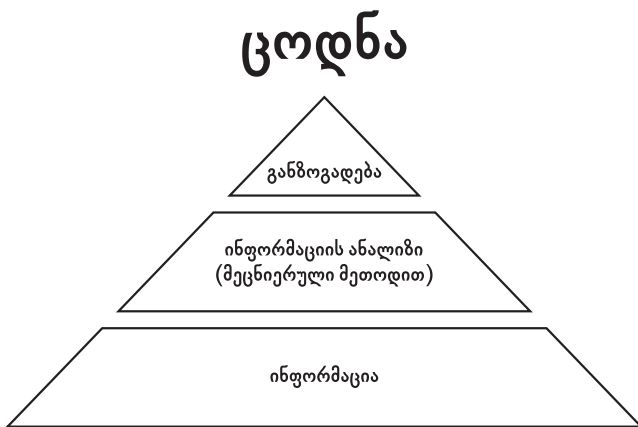 ცოდნა
განზოგადება
ინფორმაციის ანალიზი
(მეცნიერული მეთოდით)
ინფორმაცია